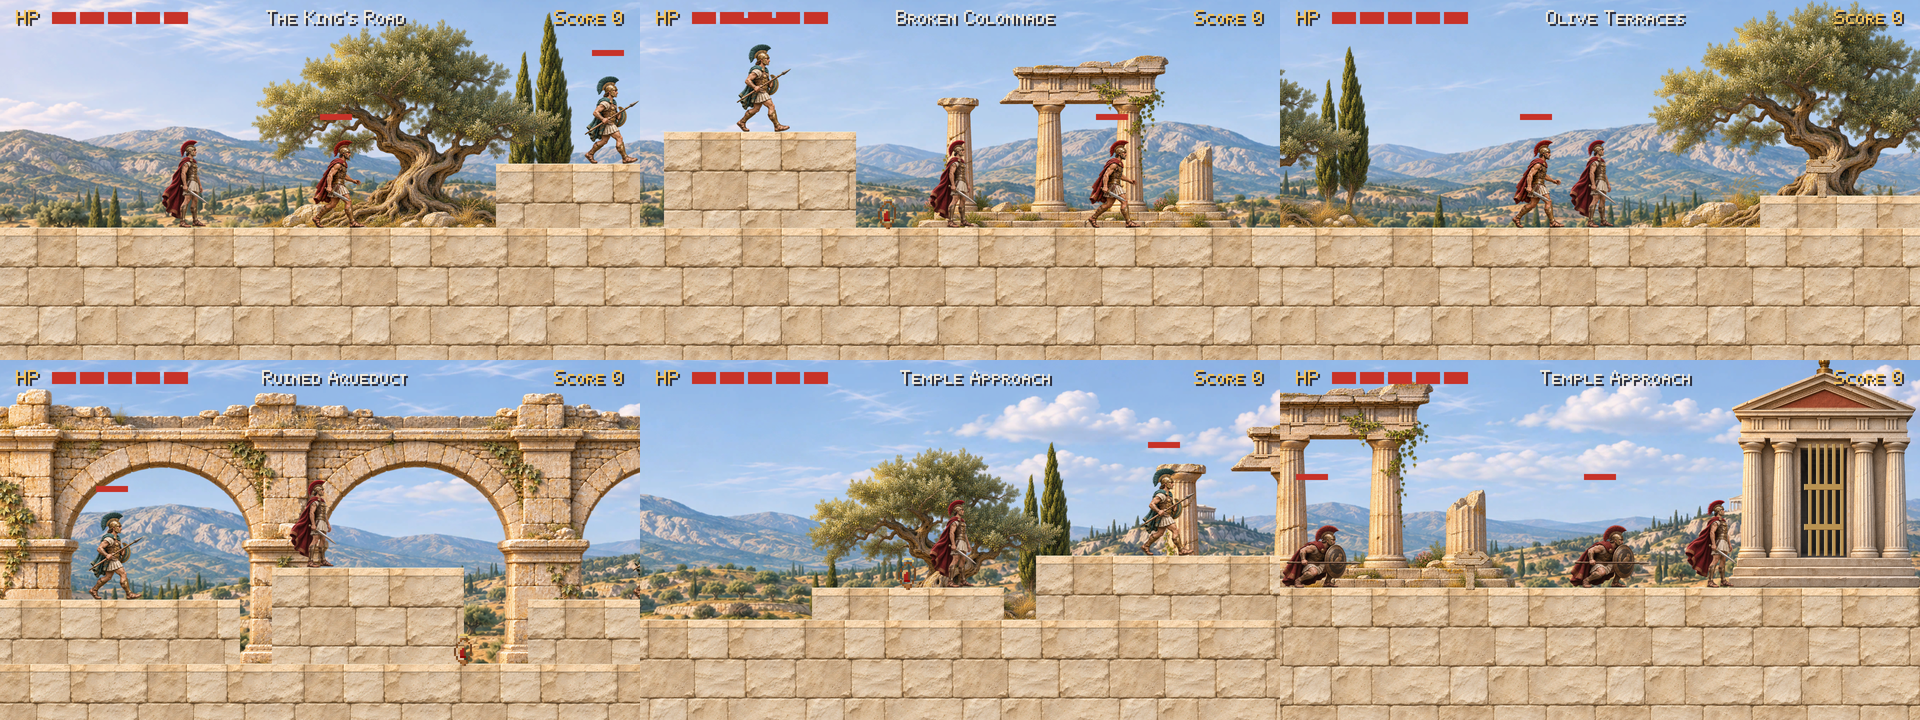 HP The King's Road Score 0
HP Broken Colonnade Score 0
HP Olive Terraces Score 0
HP Ruined Aqueduct Score 0
HP Temple Approach Score 0
HP Temple Approach Score 0